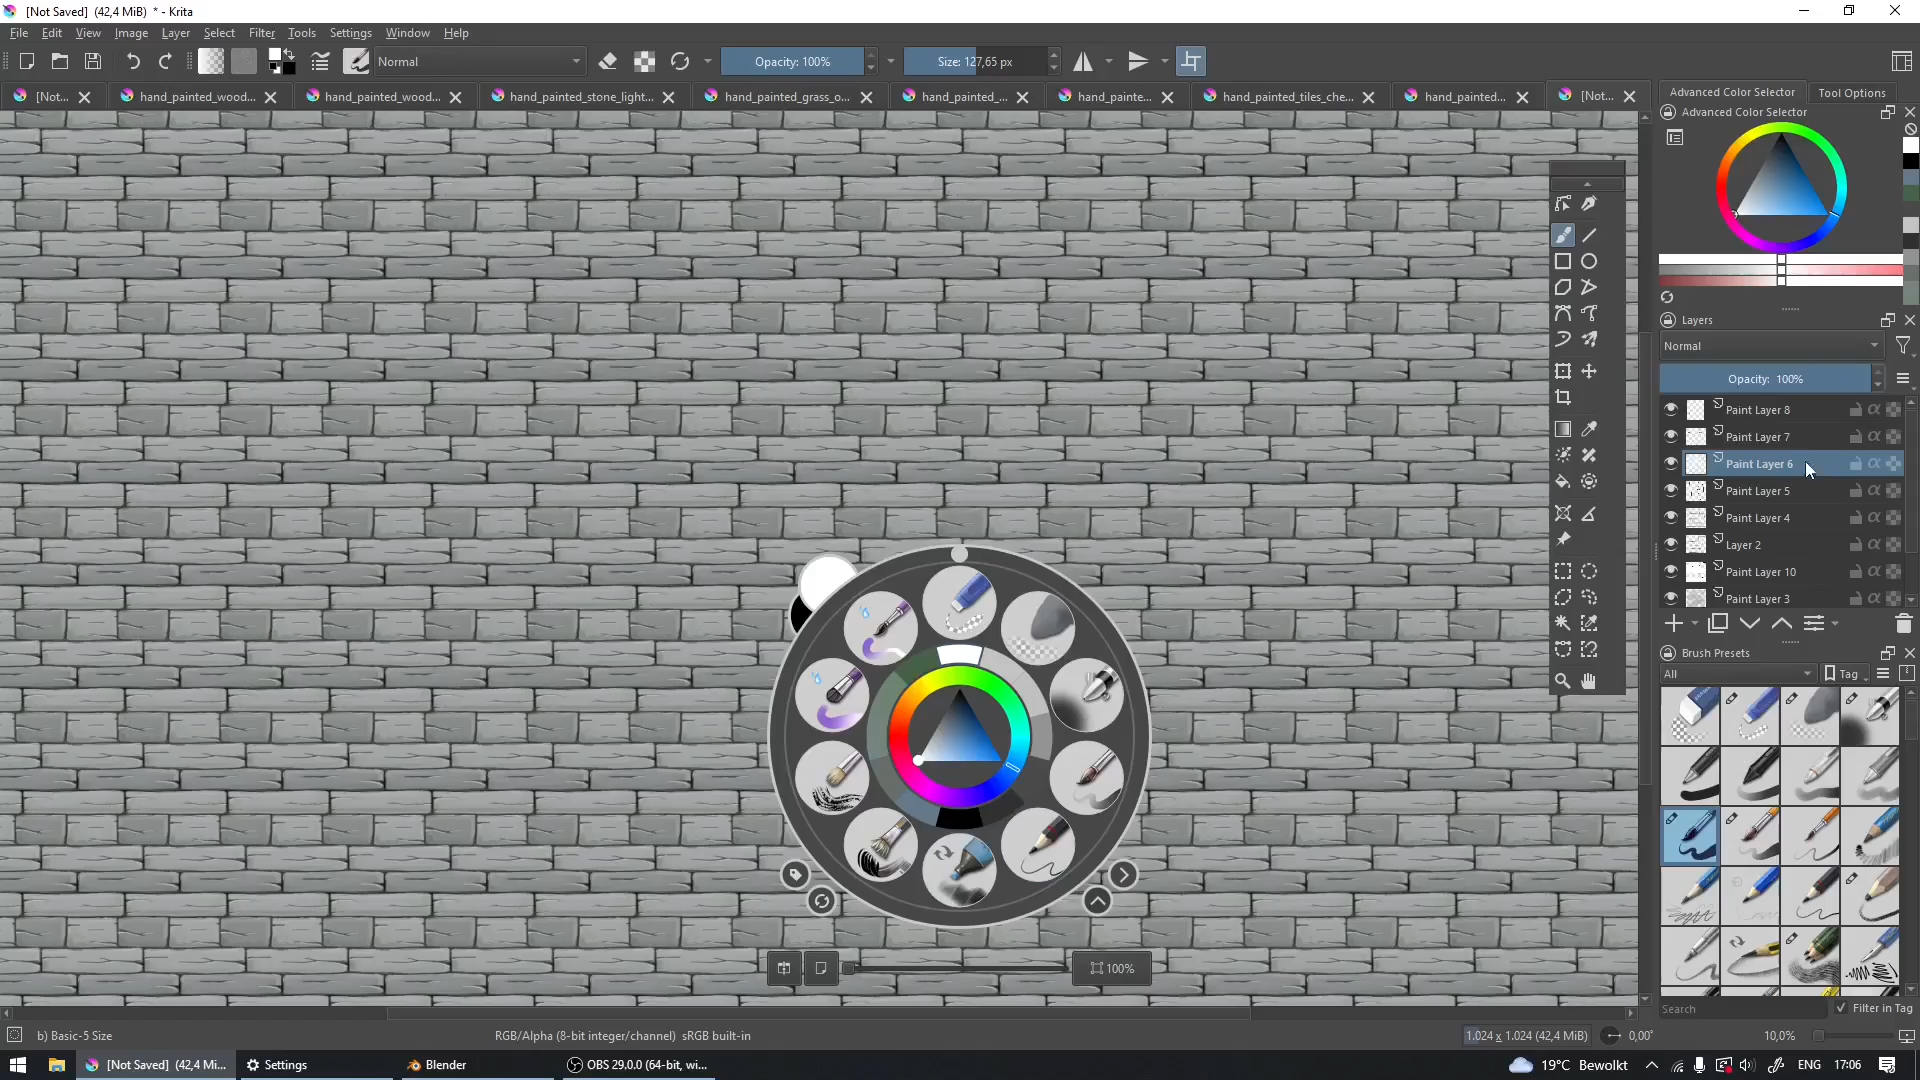 [Not Saved]  (42,4 MiB)  * - Krita
File Edit View Image Layer Select Filter Tools Settings Window Help
Normal
Opacity: 100%
Size: 127,65 px
[Not...
hand_painted_wood...
hand_painted_wood...
hand_painted_stone_light...
hand_painted_grass_o...
hand_painted_...
hand_painte...
hand_painted_tiles_che...
hand_painted...
[Not...
Advanced Color Selector
Tool Options
Advanced Color Selector
Layers
Normal
Opacity:  100%
Paint Layer 8
Paint Layer 7
Paint Layer 6
Paint Layer 5
Paint Layer 4
Layer 2
Paint Layer 10
Paint Layer 3
Brush Presets
All
Tag
100%
Search
Filter in Tag
b) Basic-5 Size
RGB/Alpha (8-bit integer/channel)  sRGB built-in
1.024 x 1.024 (42,4 MiB)
0,00°
10,0%
[Not Saved]  (42,4 Mi...
Settings
Blender
OBS 29.0.0 (64-bit, wi...
19°C  Bewolkt
ENG
17:06